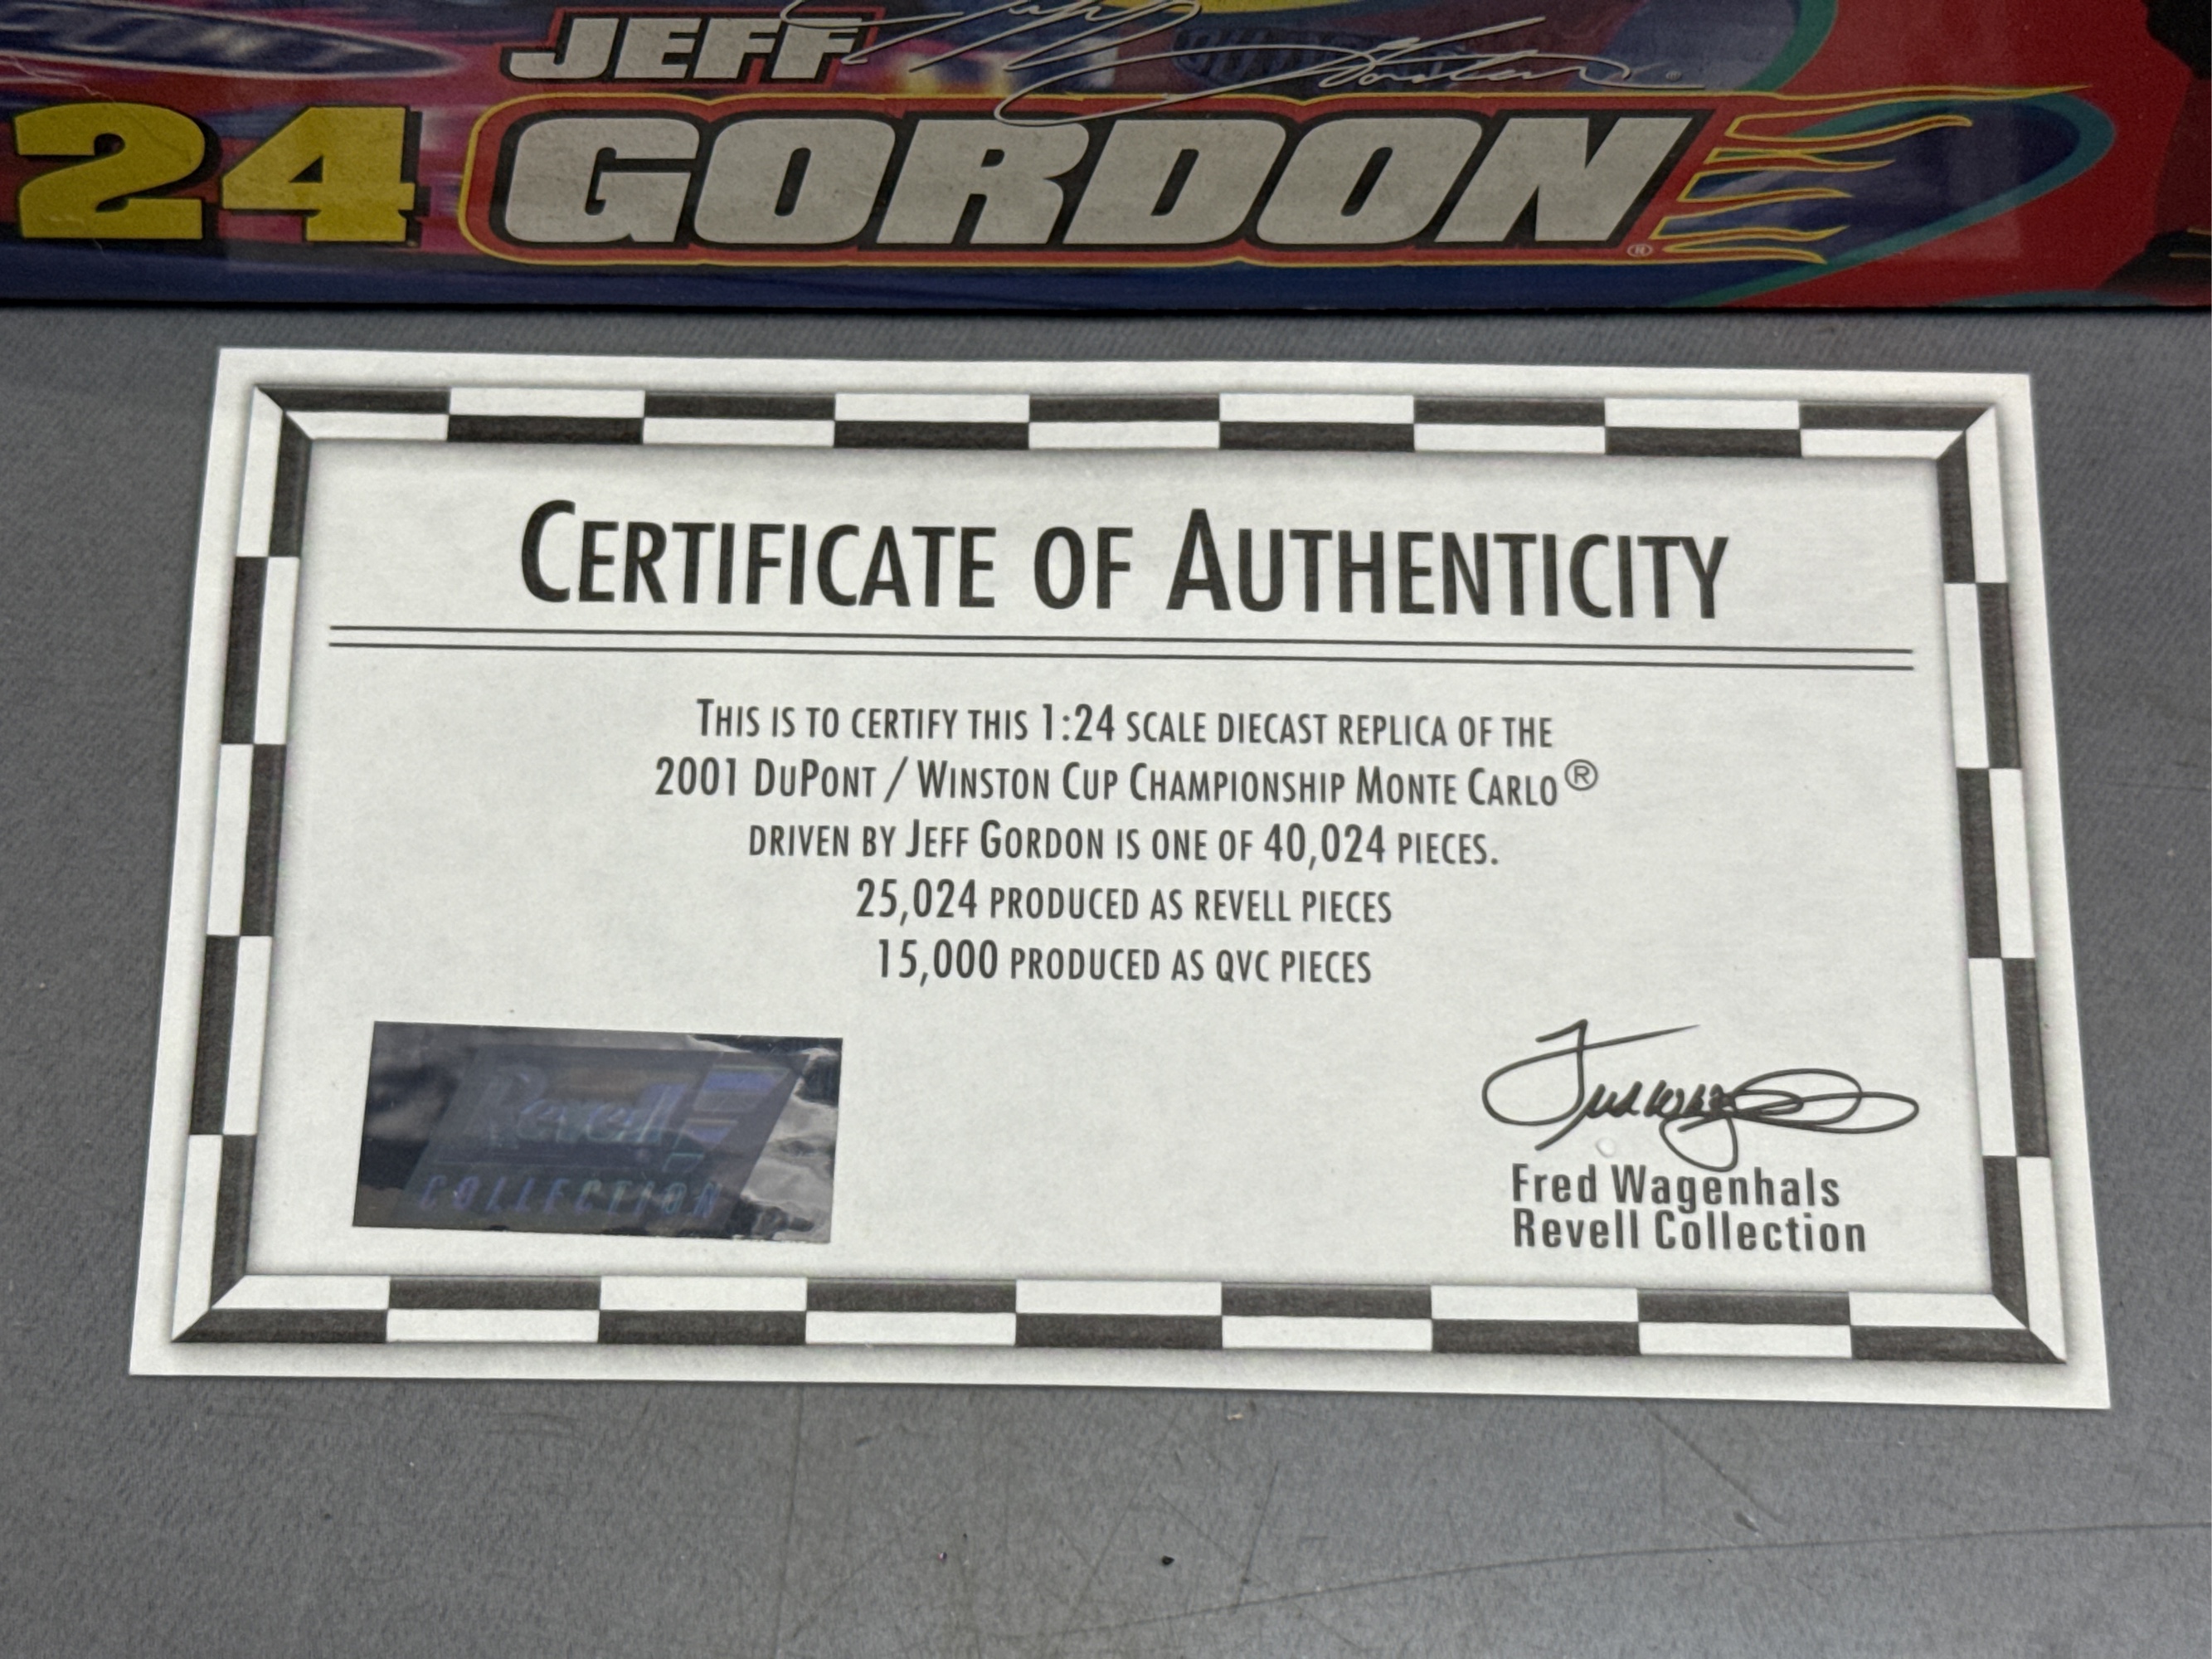 JEFF
Jeff Gordon
24 GORDON®
CERTIFICATE OF AUTHENTICITY
THIS IS TO CERTIFY THIS 1:24 SCALE DIECAST REPLICA OF THE
2001 DUPONT / WINSTON CUP CHAMPIONSHIP MONTE CARLO®
DRIVEN BY JEFF GORDON IS ONE OF 40,024 PIECES.
25,024 PRODUCED AS REVELL PIECES
15,000 PRODUCED AS QVC PIECES
Revell
COLLECTION
Fred Wagenhals
Revell Collection